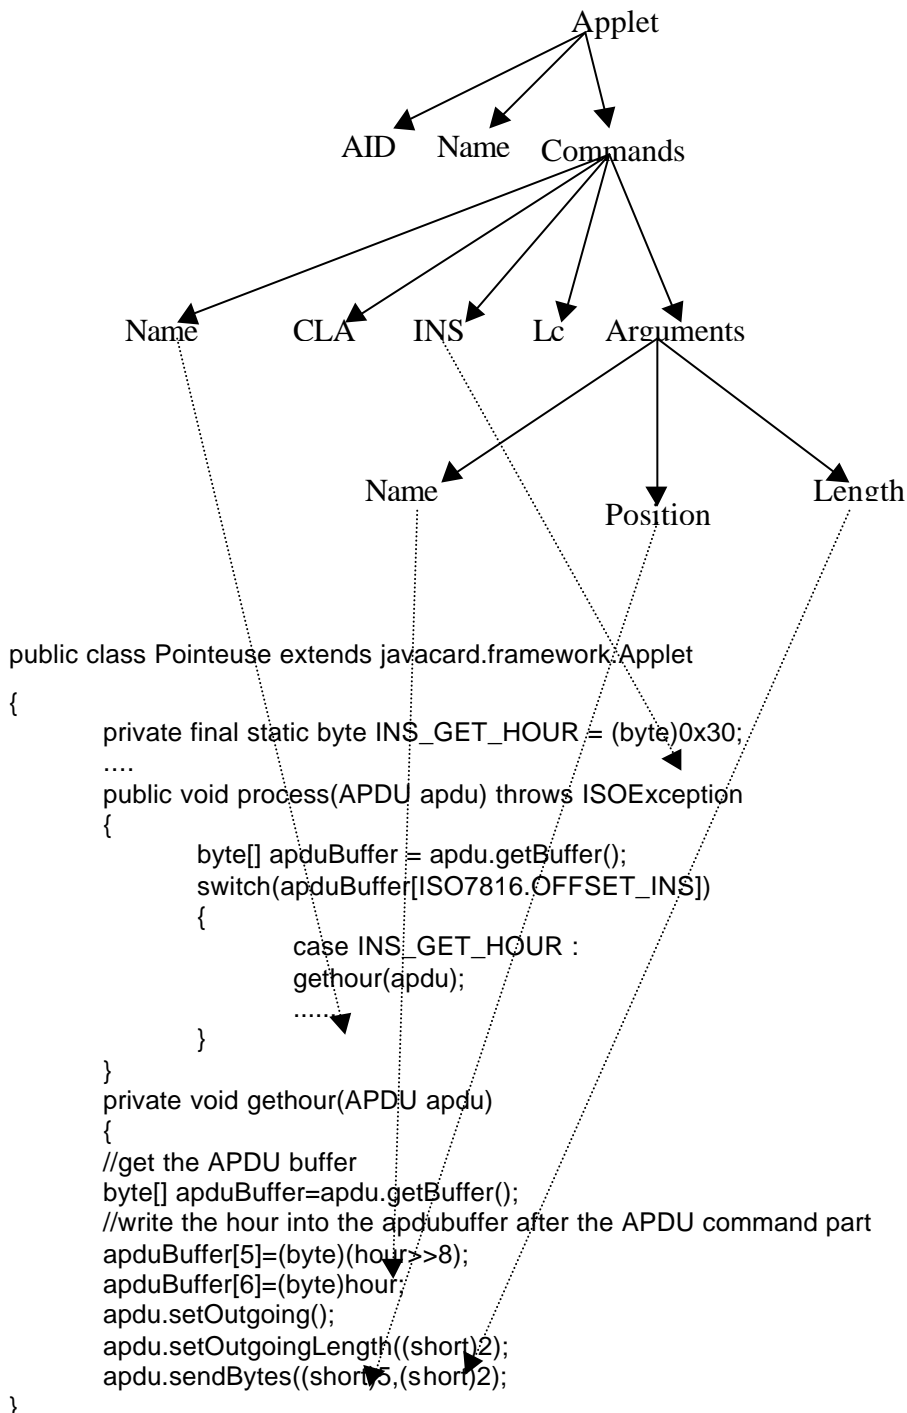 Applet
AID Name Commands
Name CLA INS Lc Arguments
Name Position Length
public class Pointeuse extends javacard.framework.Applet
{
private final static byte INS_GET_HOUR = (byte)0x30;
....
public void process(APDU apdu) throws ISOException
{
byte[] apduBuffer = apdu.getBuffer();
switch(apduBuffer[ISO7816.OFFSET_INS])
{
case INS_GET_HOUR :
gethour(apdu);
.......
}
}
private void gethour(APDU apdu)
{
//get the APDU buffer
byte[] apduBuffer=apdu.getBuffer();
//write the hour into the apdubuffer after the APDU command part
apduBuffer[5]=(byte)(hour>>8);
apduBuffer[6]=(byte)hour;
apdu.setOutgoing();
apdu.setOutgoingLength((short)2);
apdu.sendBytes((short)5,(short)2);
}